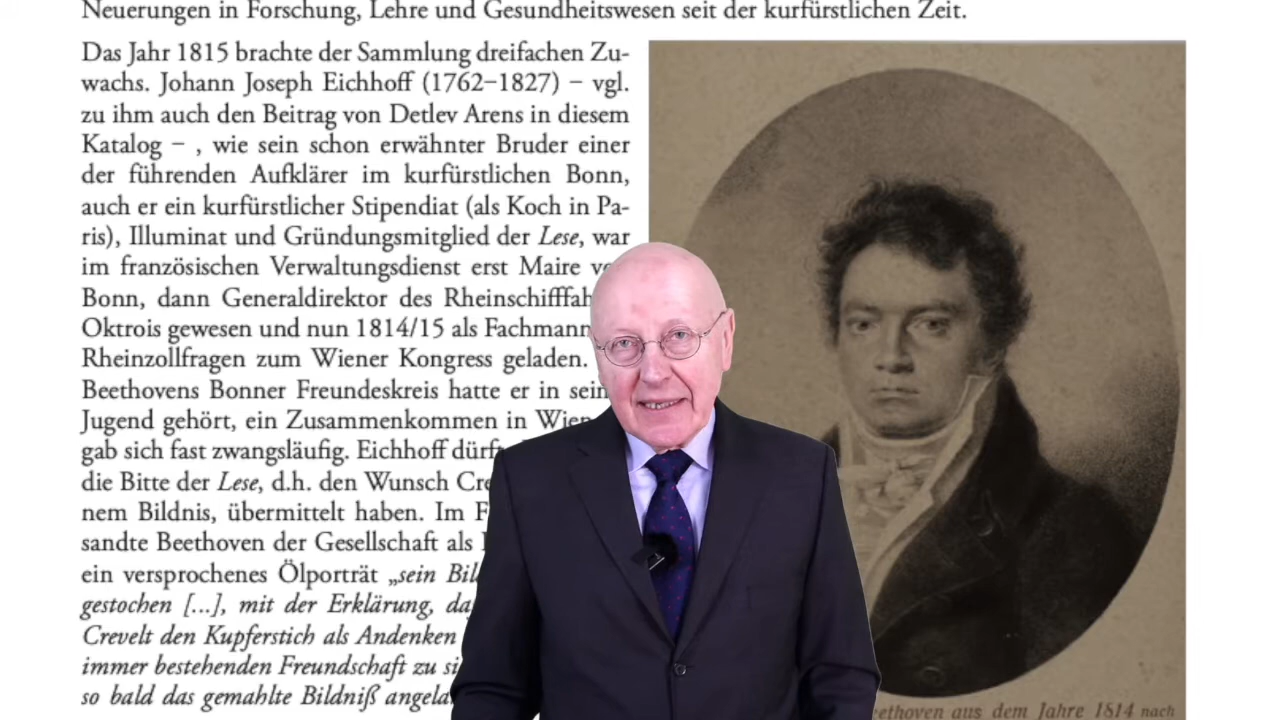 Neuerungen in Forschung, Lehre und Gesundheitswesen seit der kurfürstlichen Zeit.
Das Jahr 1815 brachte der Sammlung dreifachen Zu-
wachs. Johann Joseph Eichhoff (1762–1827) – vgl.
zu ihm auch den Beitrag von Detlev Arens in diesem
Katalog – , wie sein schon erwähnter Bruder einer
der führenden Aufklärer im kurfürstlichen Bonn,
auch er ein kurfürstlicher Stipendiat (als Koch in Pa-
ris), Illuminat und Gründungsmitglied der Lese, war
im französischen Verwaltungsdienst erst Maire
Bonn, dann Generaldirektor des
Oktrois gewesen und nun 1814/15 als Fachmann
Rheinzollfragen zum Wiener Kongress geladen.
Beethovens Bonner Freundeskreis hatte er in
Jugend gehört, ein Zusammenkommen in
gab sich fast zwangsläufig. Eichhoff
die Bitte der Lese, d.h. den Wunsch
nem Bildnis, übermittelt haben. Im
sandte Beethoven der Gesellschaft als
ein versprochenes Ölporträt „sein
gestochen [...], mit der Erklärung,
Crevelt den Kupferstich als Andenken
immer bestehenden Freundschaft zu
so bald das gemahlte Bildniß
aus dem Jahre 1814 nach